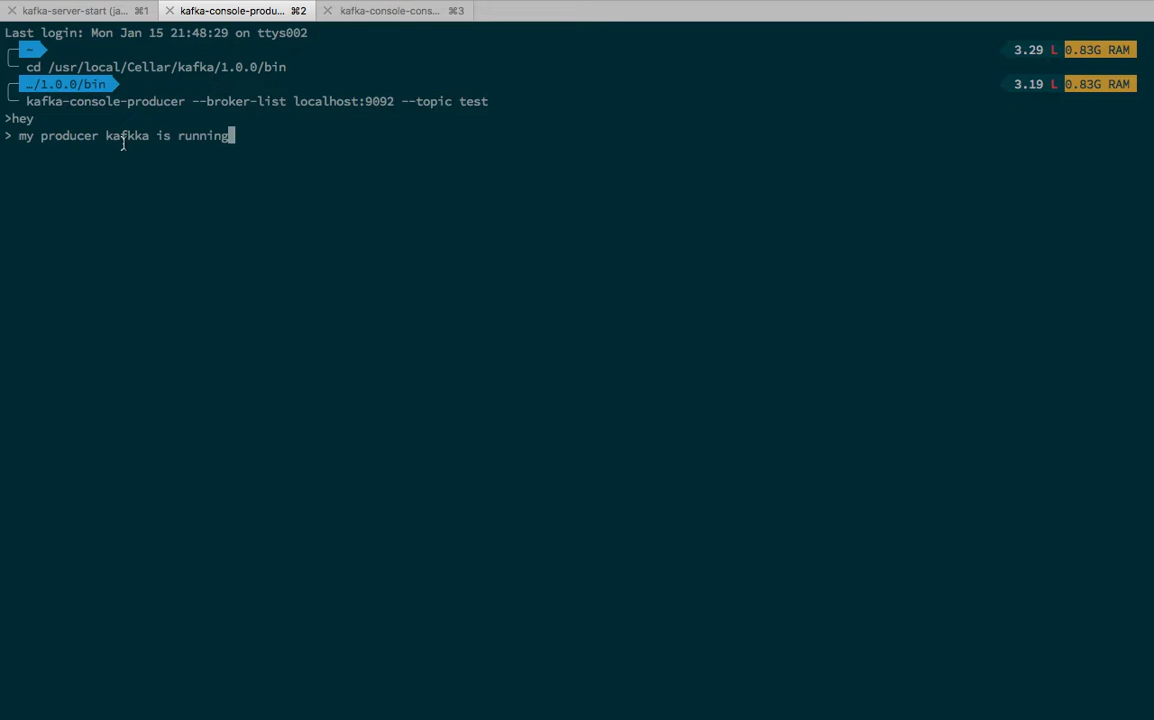 kafka-server-start (ja... ⌘1 kafka-console-produ... ⌘2 kafka-console-cons... ⌘3
Last login: Mon Jan 15 21:48:29 on ttys002
~ 3.29 L 0.83G RAM
cd /usr/local/Cellar/kafka/1.0.0/bin
…/1.0.0/bin 3.19 L 0.83G RAM
kafka-console-producer --broker-list localhost:9092 --topic test
>hey
> my producer kafkka is running